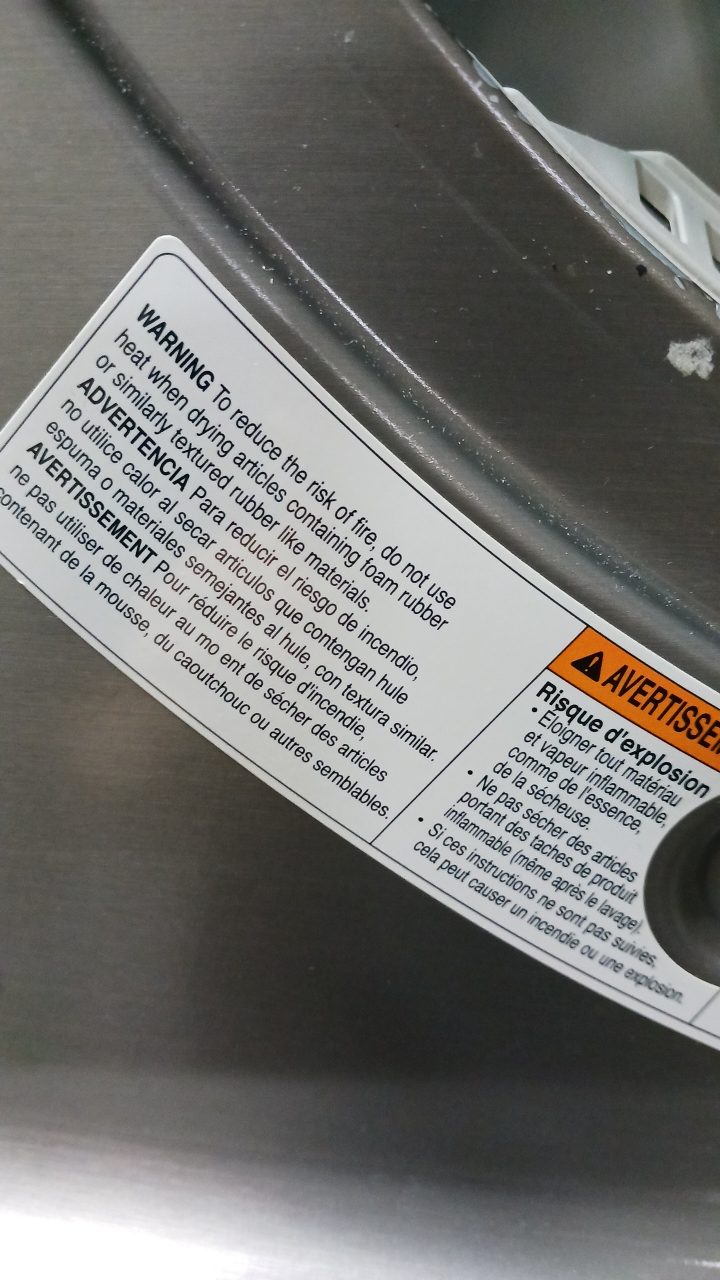 WARNING To reduce the risk of fire, do not use
heat when drying articles containing foam rubber
or similarly textured rubber like materials.
ADVERTENCIA Para reducir el riesgo de incendio,
no utilice calor al secar artículos que contengan hule
espuma o materiales semejantes al hule, con textura similar.
AVERTISSEMENT Pour réduire le risque d'incendie,
ne pas utiliser de chaleur au mo ent de sécher des articles
contenant de la mousse, du caoutchouc ou autres semblables.
AVERTISSEM
Risque d'explosion
• Éloigner tout matériau
et vapeur inflammable,
comme de l'essence,
de la sécheuse.
• Ne pas sécher des articles
portant des taches de produit
inflammable (même après le lavage).
• Si ces instructions ne sont pas suivies,
cela peut causer un incendie ou une explosion.